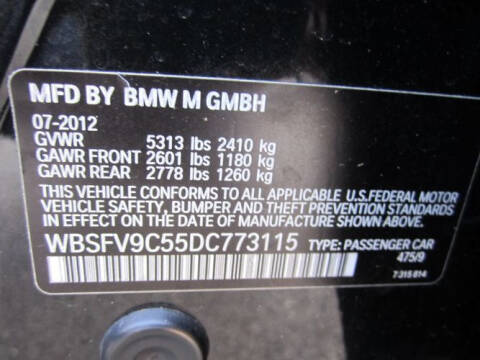 MFD BY BMW M GMBH
07-2012
GVWR 5313 lbs 2410 kg
GAWR FRONT 2601 lbs 1180 kg
GAWR REAR 2778 lbs 1260 kg
THIS VEHICLE CONFORMS TO ALL APPLICABLE U.S.FEDERAL MOTOR
VEHICLE SAFETY, BUMPER AND THEFT PREVENTION STANDARDS
IN EFFECT ON THE DATE OF MANUFACTURE SHOWN ABOVE.
WBSFV9C55DC773115 TYPE: PASSENGER CAR
475/9
7 315 814